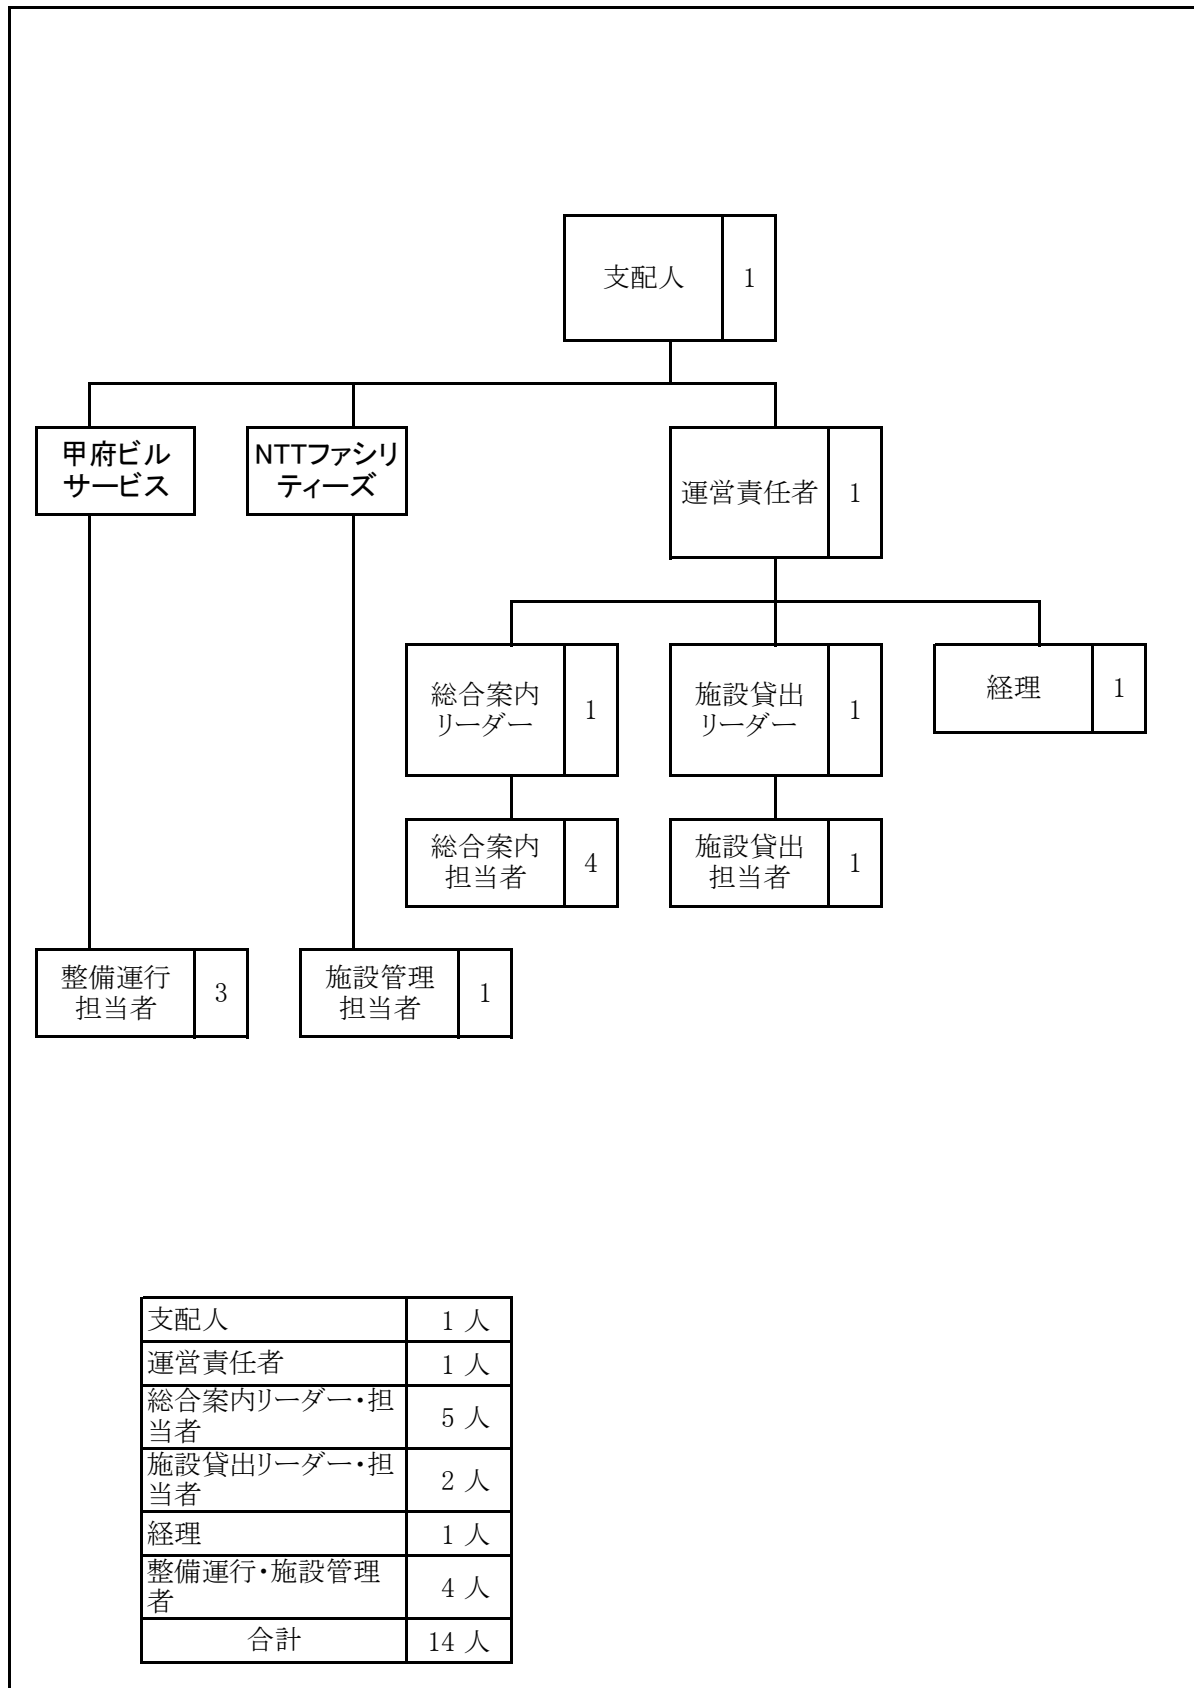 支配人 1
甲府ビル
サービス
NTTファシリ
ティーズ
運営責任者 1
総合案内
リーダー
1
施設貸出
リーダー
1
経理 1
総合案内
担当者
4
施設貸出
担当者
1
整備運行
担当者
3
施設管理
担当者
1
支配人 1 人
運営責任者 1 人
総合案内リーダー・担
当者
5 人
施設貸出リーダー・担
当者
2 人
経理 1 人
整備運行・施設管理
者
4 人
合計 14 人